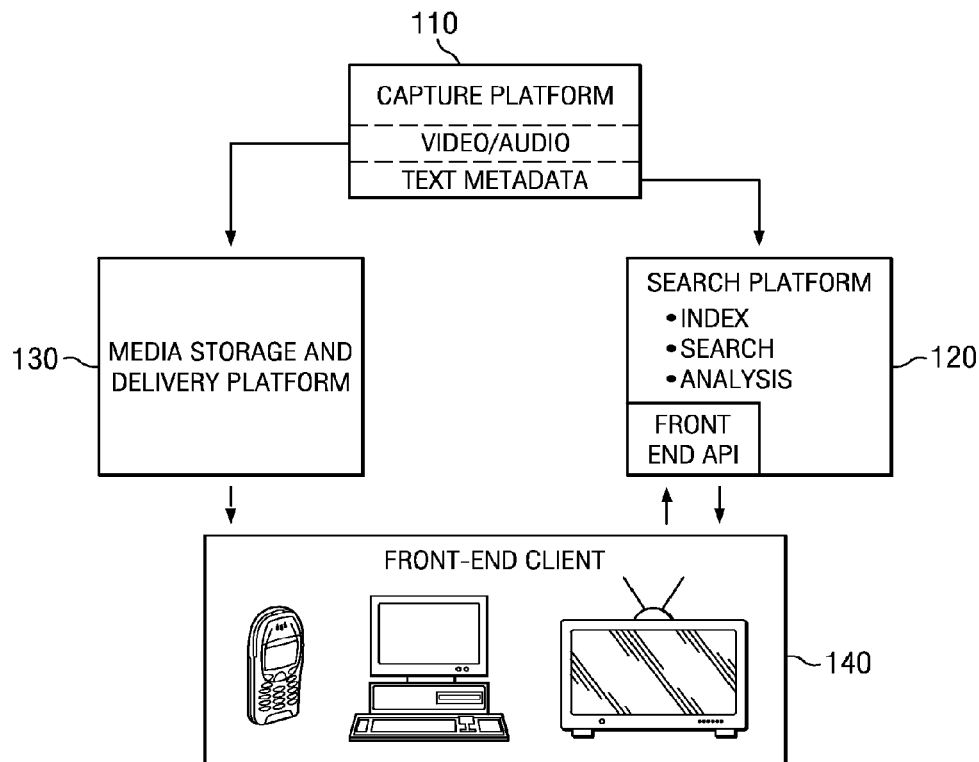 110
CAPTURE PLATFORM
VIDEO/AUDIO
TEXT METADATA
130
MEDIA STORAGE AND
DELIVERY PLATFORM
SEARCH PLATFORM
• INDEX
• SEARCH
• ANALYSIS
120
FRONT
END API
FRONT-END CLIENT
140